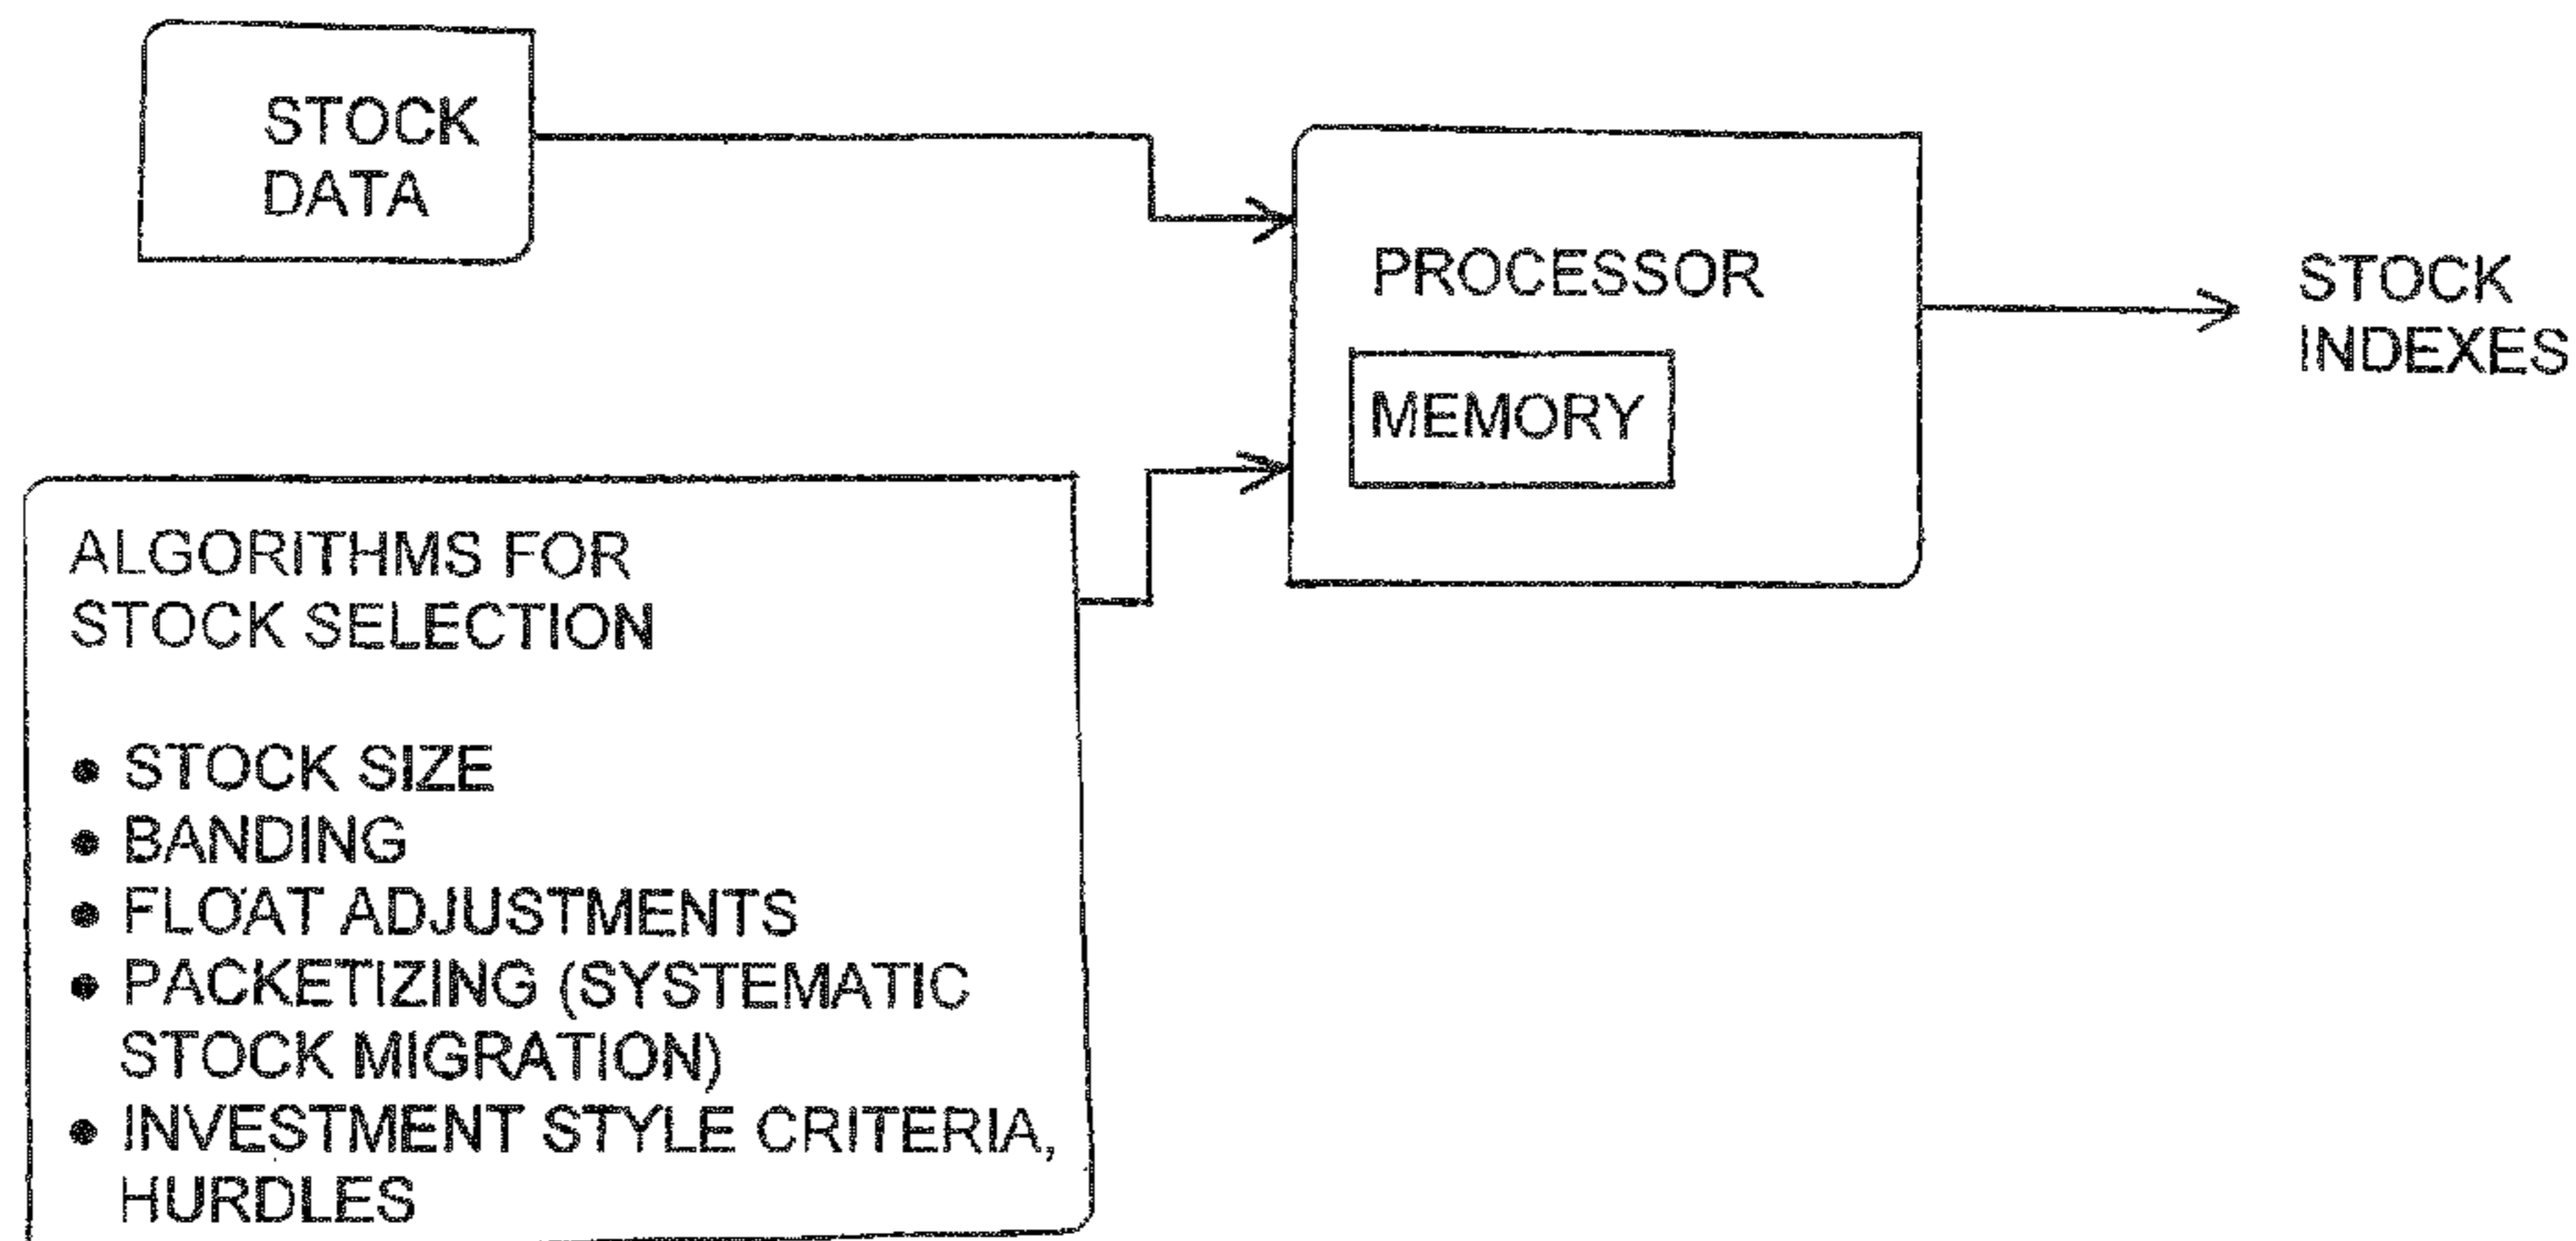 STOCK
DATA
PROCESSOR
MEMORY
STOCK
INDEXES
ALGORITHMS FOR
STOCK SELECTION
• STOCK SIZE
• BANDING
• FLOAT ADJUSTMENTS
• PACKETIZING (SYSTEMATIC
STOCK MIGRATION)
• INVESTMENT STYLE CRITERIA,
HURDLES